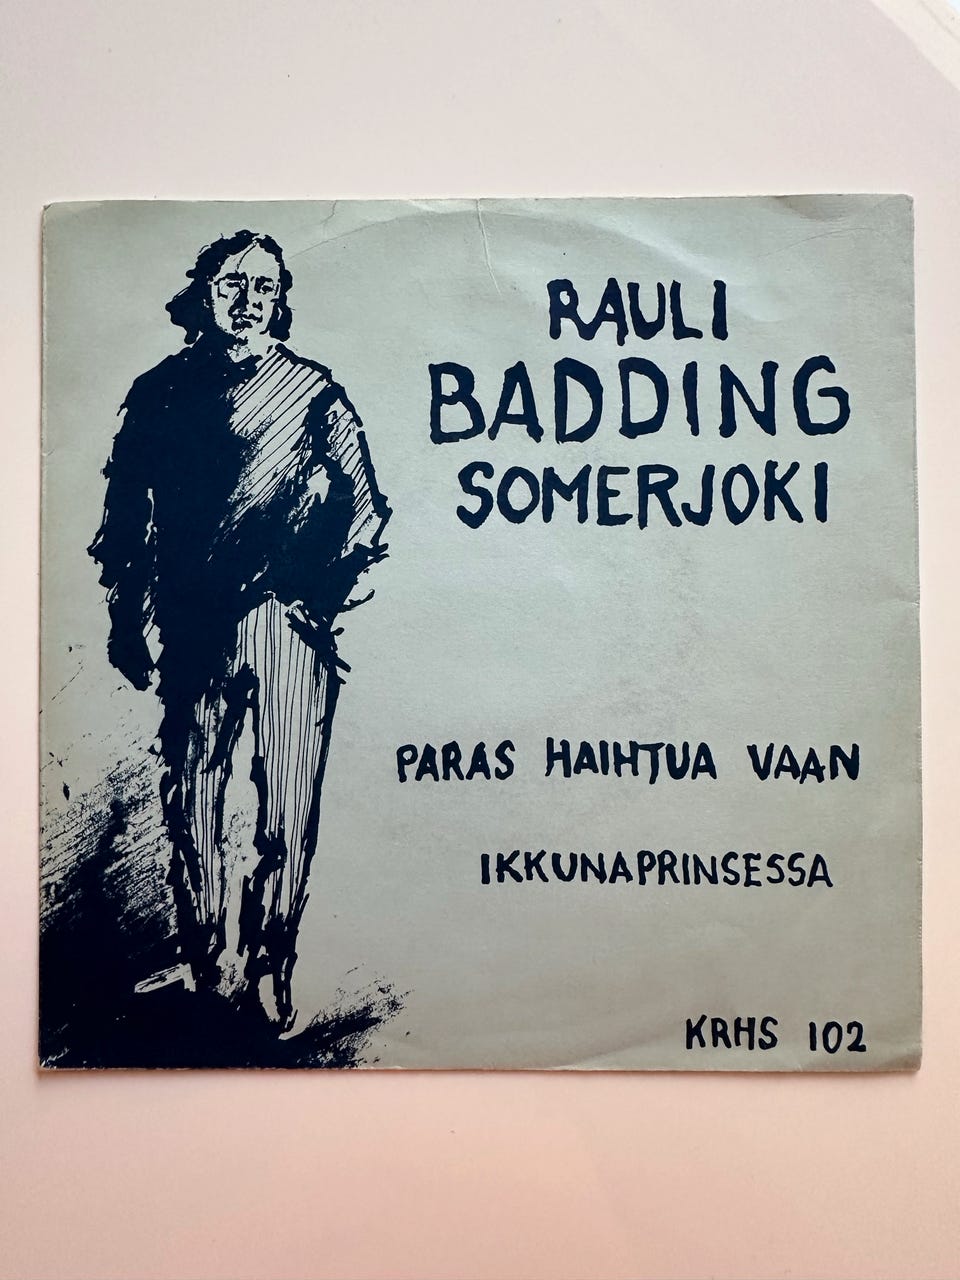 RAULI
BADDING
SOMERJOKI
PARAS HAIHTUA VAAN
IKKUNAPRINSESSA
KRHS 102